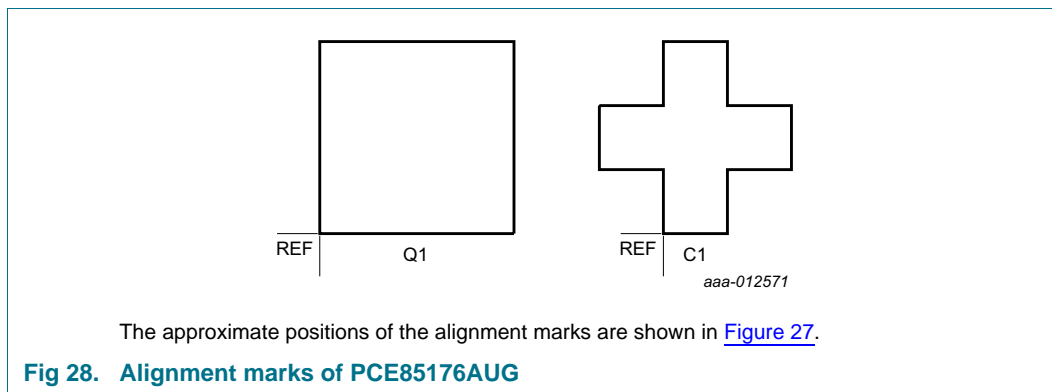 REF
Q1
REF
C1
aaa-012571
The approximate positions of the alignment marks are shown in Figure 27.
Fig 28. Alignment marks of PCE85176AUG